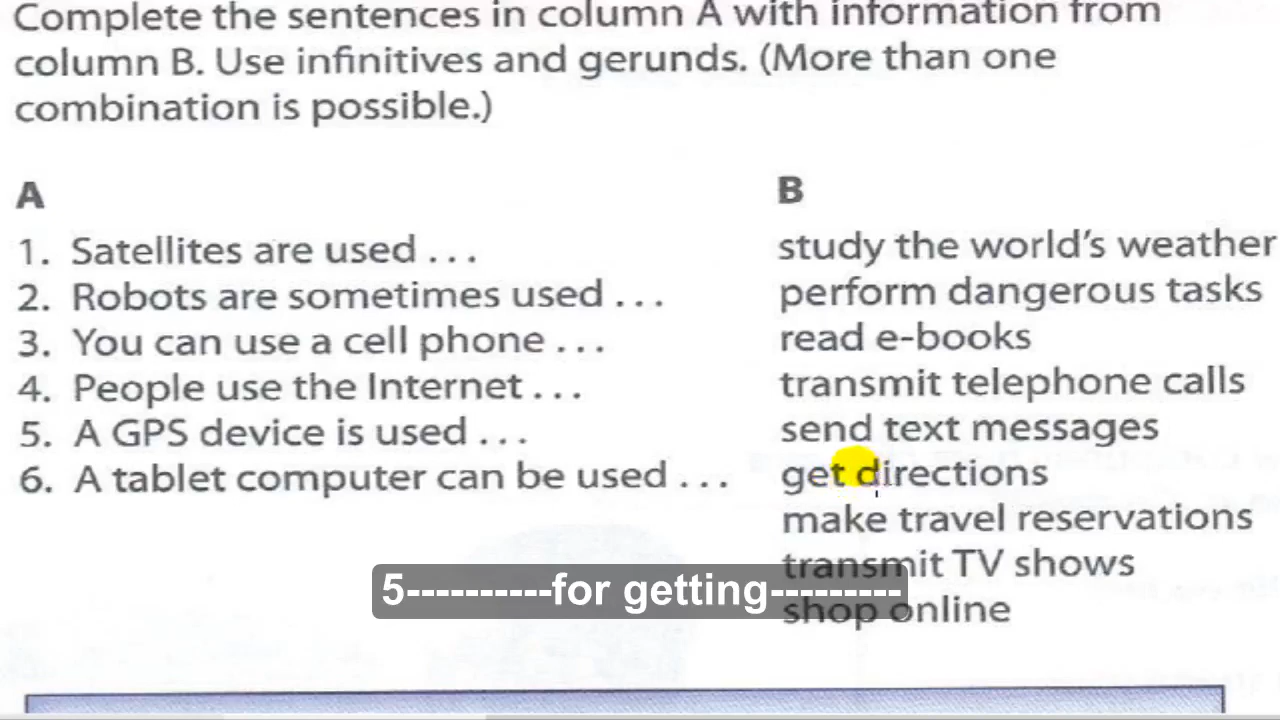 Complete the sentences in column A with information from
column B. Use infinitives and gerunds. (More than one
combination is possible.)
A
1. Satellites are used . . .
2. Robots are sometimes used . . .
3. You can use a cell phone . . .
4. People use the Internet . . .
5. A GPS device is used . . .
6. A tablet computer can be used . . .
B
study the world's weather
perform dangerous tasks
read e-books
transmit telephone calls
send text messages
get directions
make travel reservations
transmit TV shows
shop online
5----------for getting---------